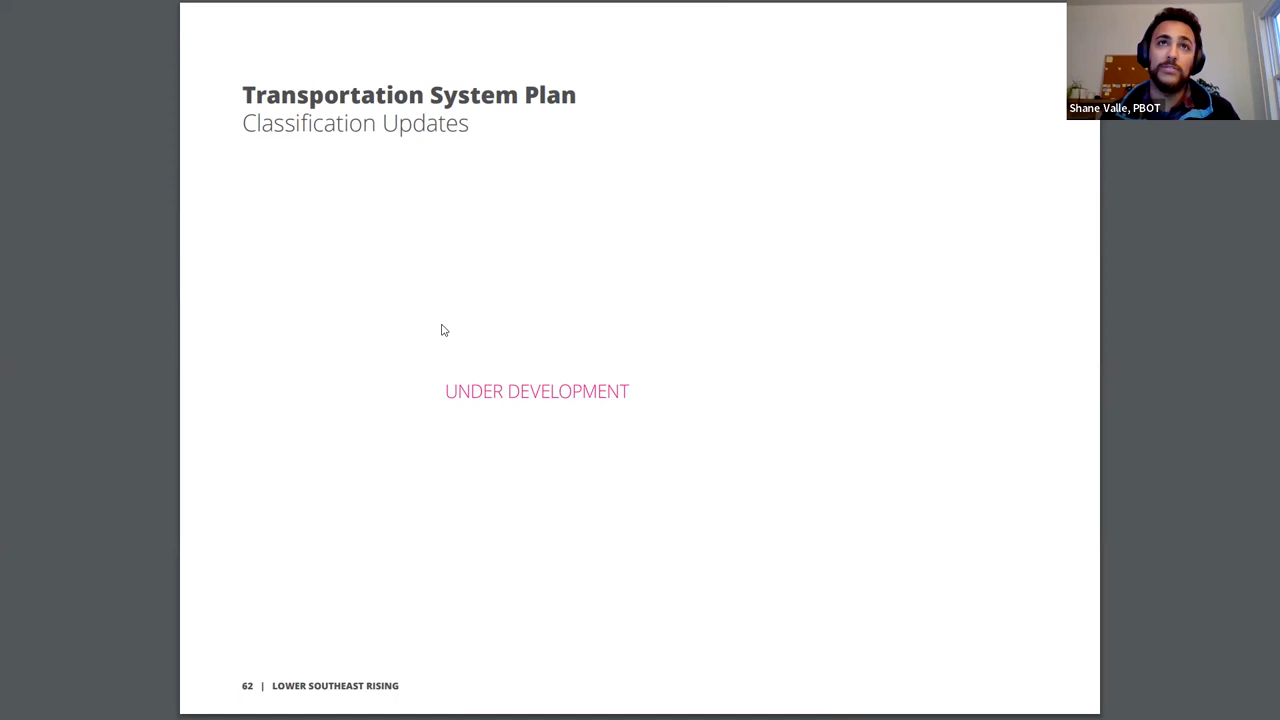 Transportation System Plan
Classification Updates
Shane Valle, PBOT
UNDER DEVELOPMENT
62 | LOWER SOUTHEAST RISING